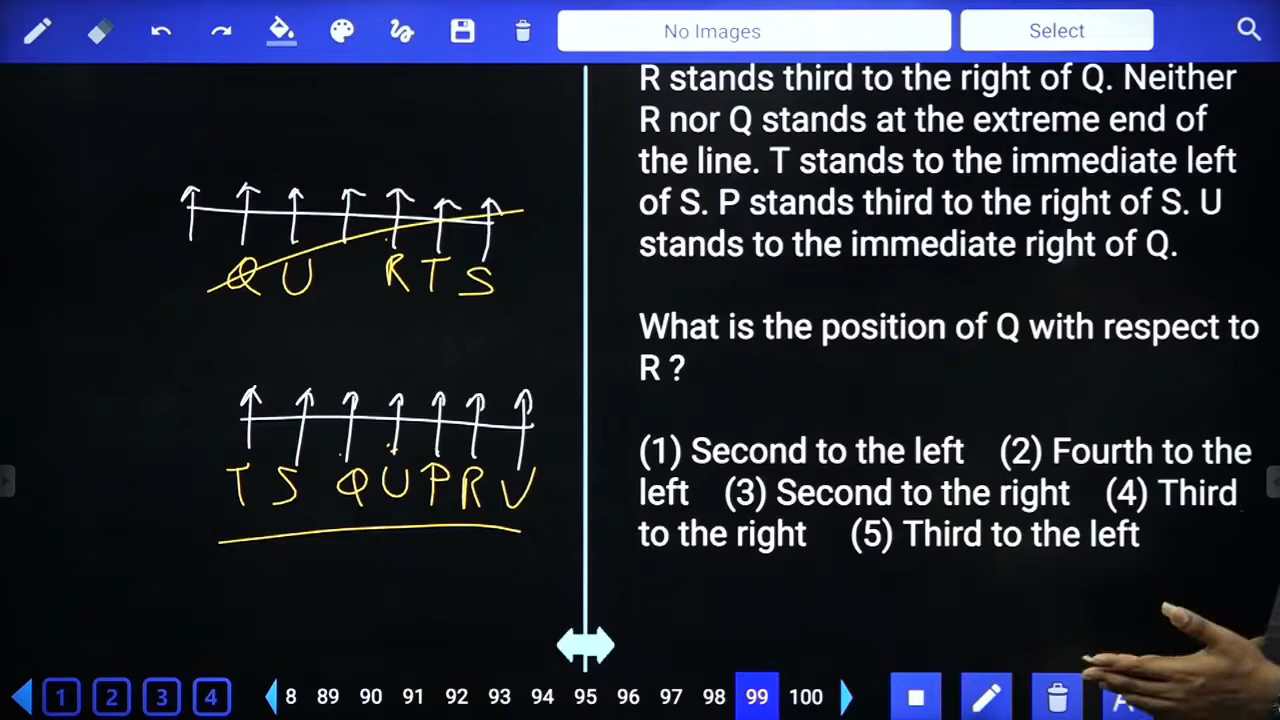 No Images
Select
R stands third to the right of Q. Neither
R nor Q stands at the extreme end of
the line. T stands to the immediate left
of S. P stands third to the right of S. U
stands to the immediate right of Q.
What is the position of Q with respect to
R ?
(1) Second to the left (2) Fourth to the
left (3) Second to the right (4) Third
to the right (5) Third to the left
Q U R T S
T S Q U P R V
1 2 3 4
8 89 90 91 92 93 94 95 96 97 98 99 100
A